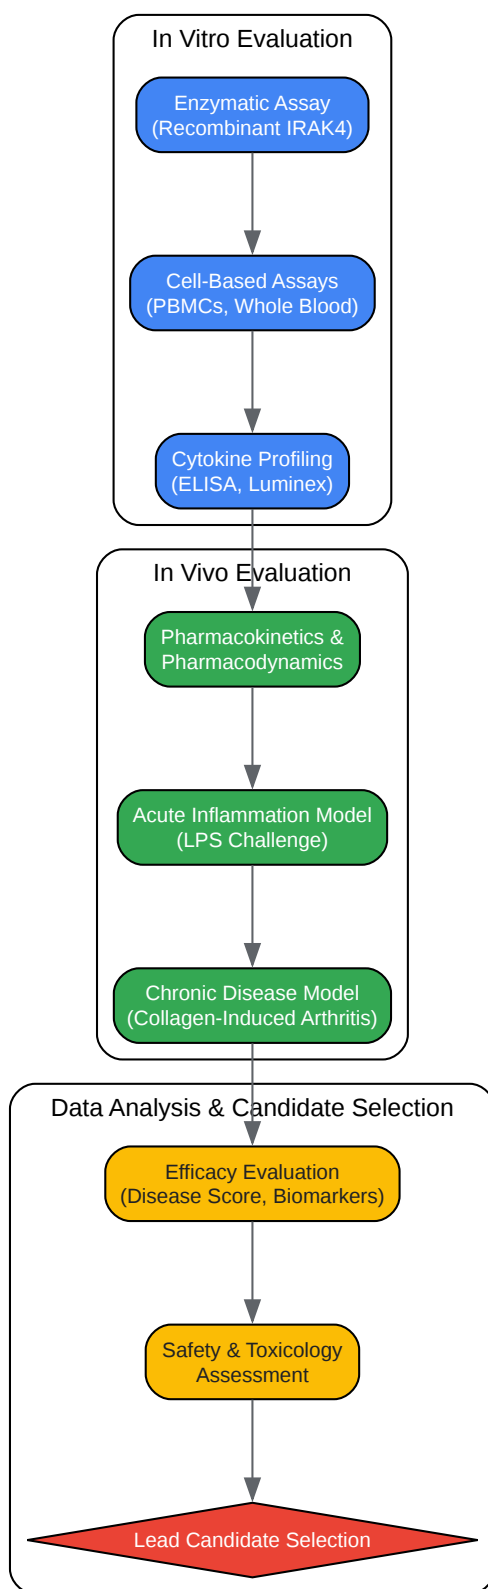 In Vitro Evaluation
Enzymatic Assay
(Recombinant IRAK4)
Cell-Based Assays
(PBMCs, Whole Blood)
Cytokine Profiling
(ELISA, Luminex)
In Vivo Evaluation
Pharmacokinetics &
Pharmacodynamics
Acute Inflammation Model
(LPS Challenge)
Chronic Disease Model
(Collagen-Induced Arthritis)
Data Analysis & Candidate Selection
Efficacy Evaluation
(Disease Score, Biomarkers)
Safety & Toxicology
Assessment
Lead Candidate Selection